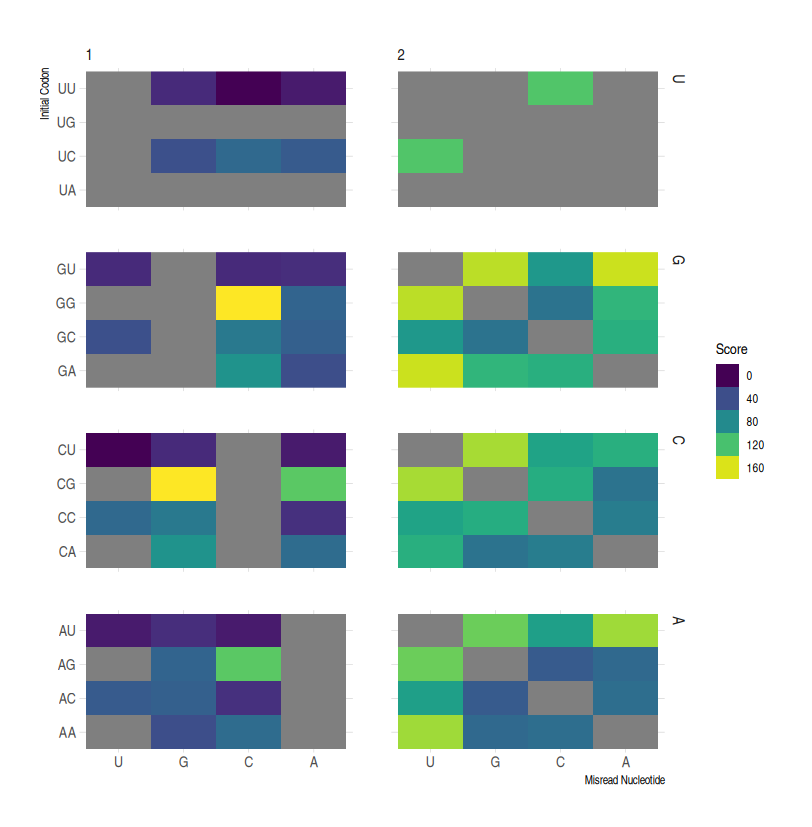 1 2
Initial Codon
UU
UG
UC
UA
U
GU
GG
GC
GA
G
CU
CG
CC
CA
C
AU
AG
AC
AA
A
U G C A U G C A
Misread Nucleotide
Score
0
40
80
120
160